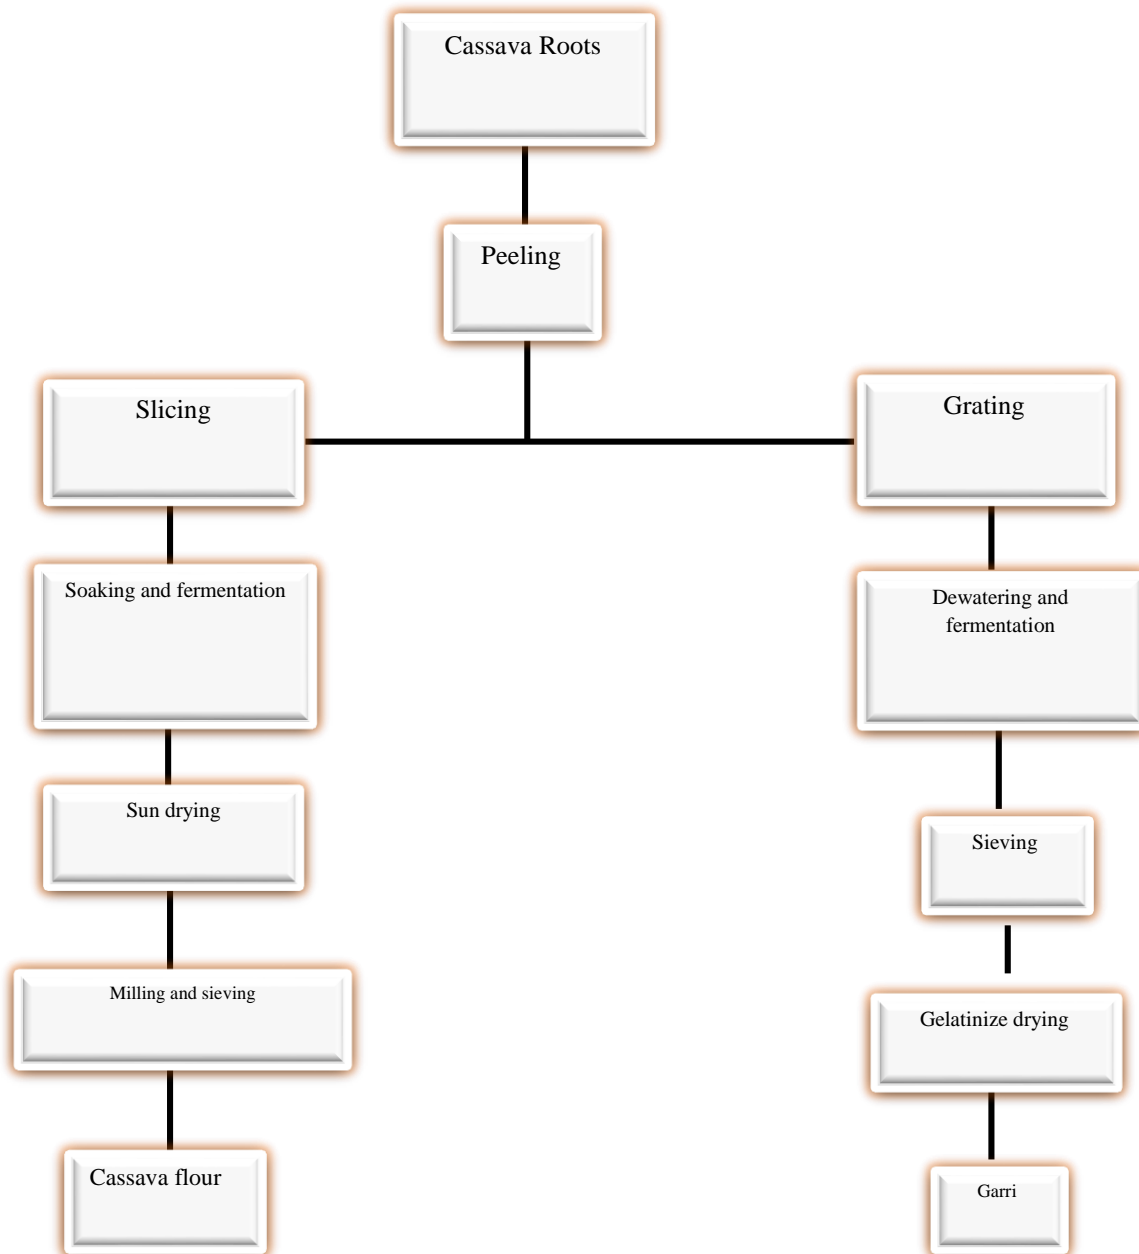 Cassava Roots
Peeling
Slicing
Grating
Soaking and fermentation
Dewatering and
fermentation
Sun drying
Sieving
Milling and sieving
Gelatinize drying
Cassava flour
Garri